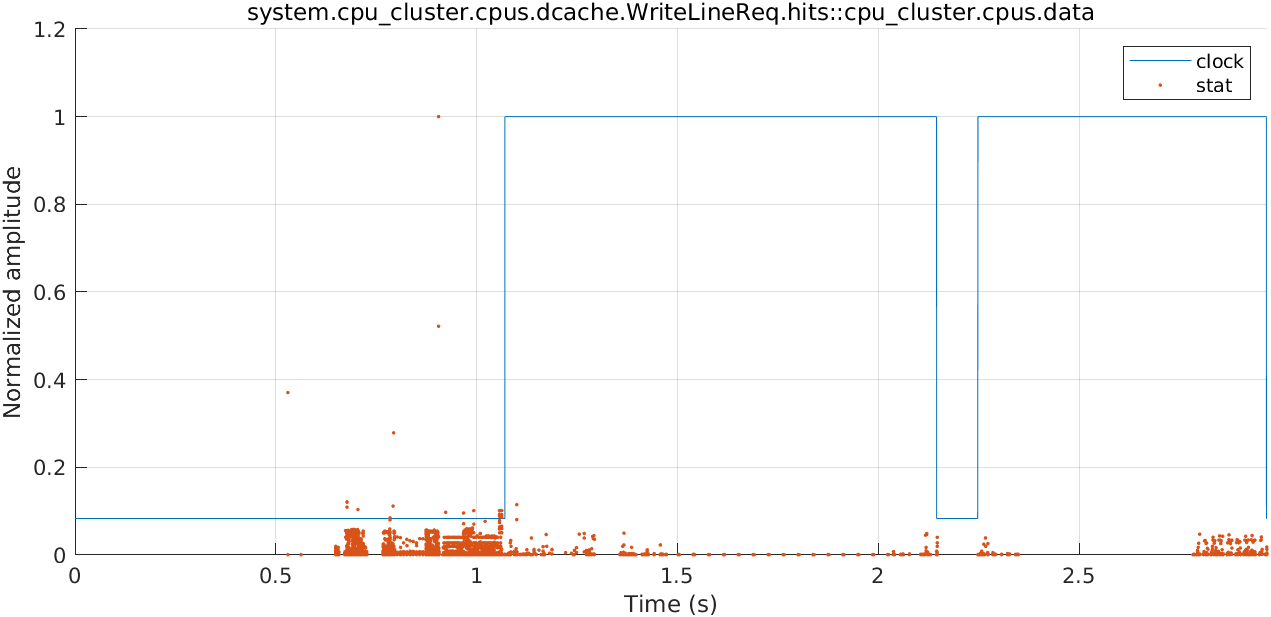 system.cpu_cluster.cpus.dcache.WriteLineReq.hits::cpu_cluster.cpus.data
1.2
clock
stat
1
0.8
Normalized amplitude
0.6
0.4
0.2
0
0 0.5 1 1.5 2 2.5
Time (s)